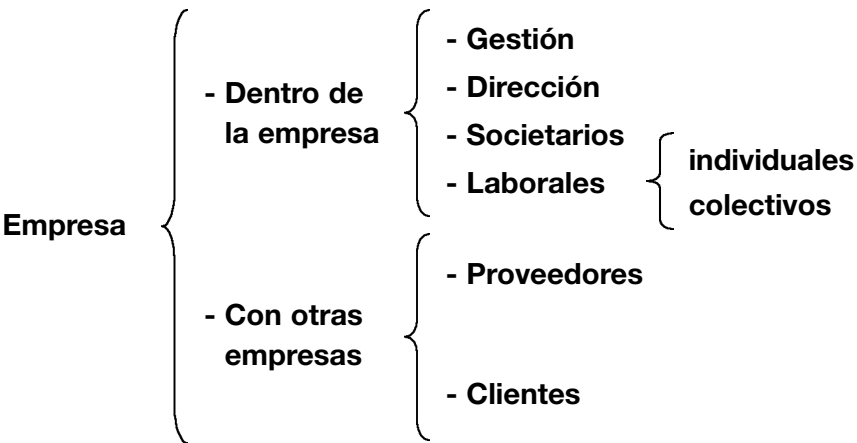 Empresa
- Dentro de
la empresa
- Gestión
- Dirección
- Societarios
- Laborales
individuales
colectivos
- Con otras
empresas
- Proveedores
- Clientes